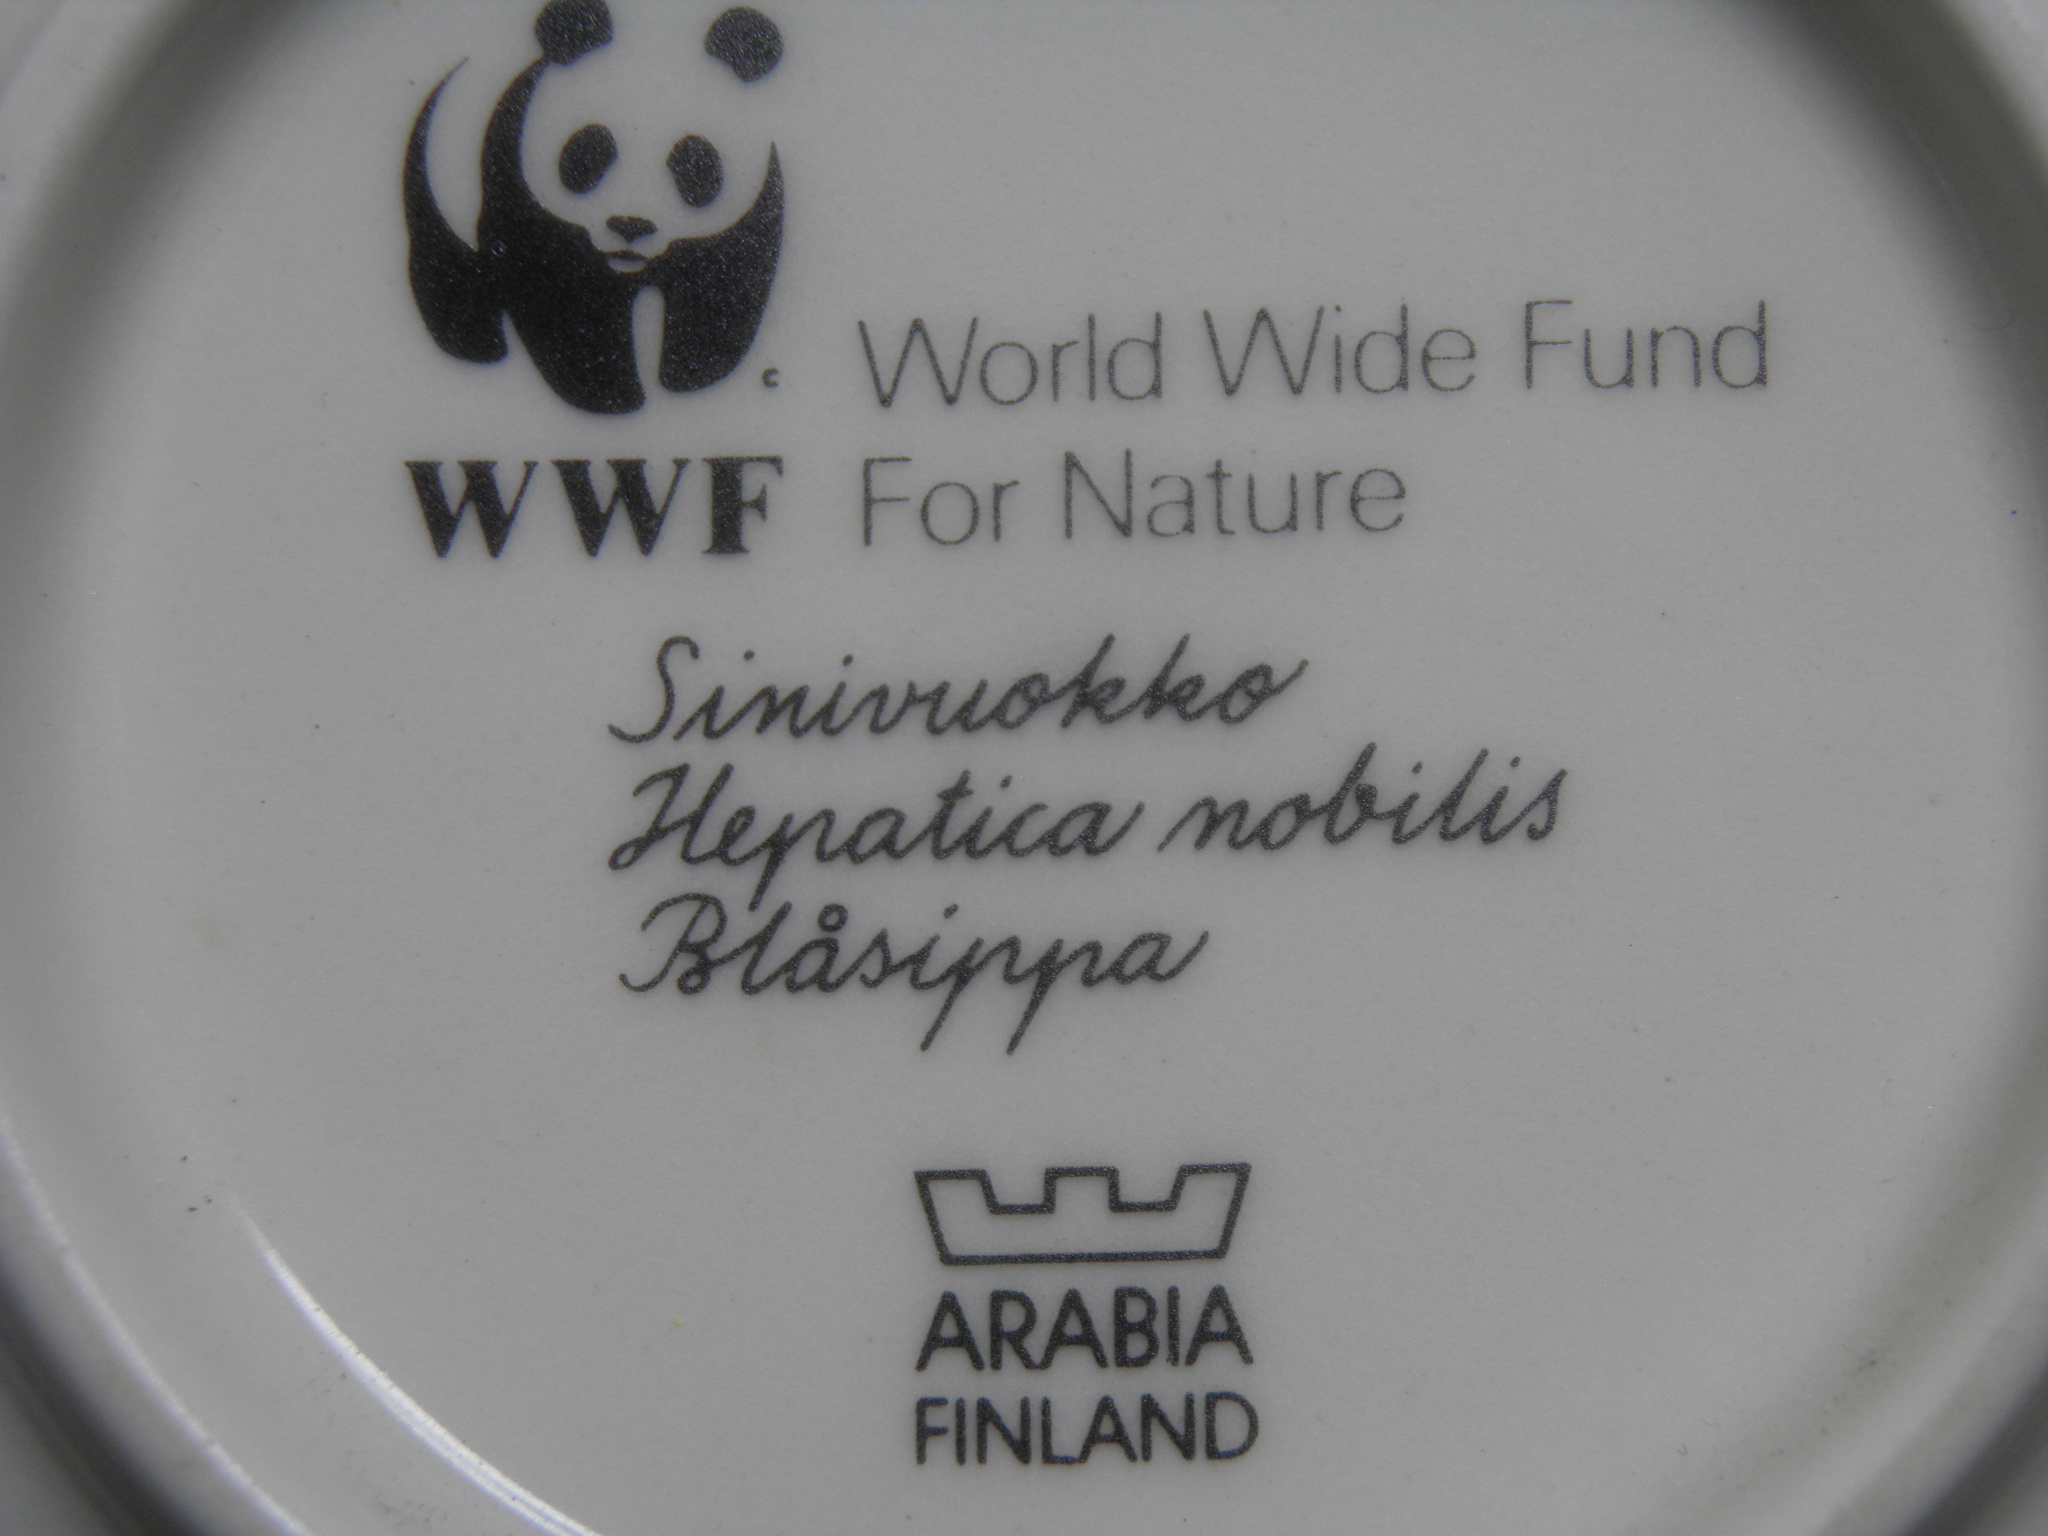 World Wide Fund
WWF For Nature
Sinivuokko
Hepatica nobilis
Blåsippa
ARABIA
FINLAND